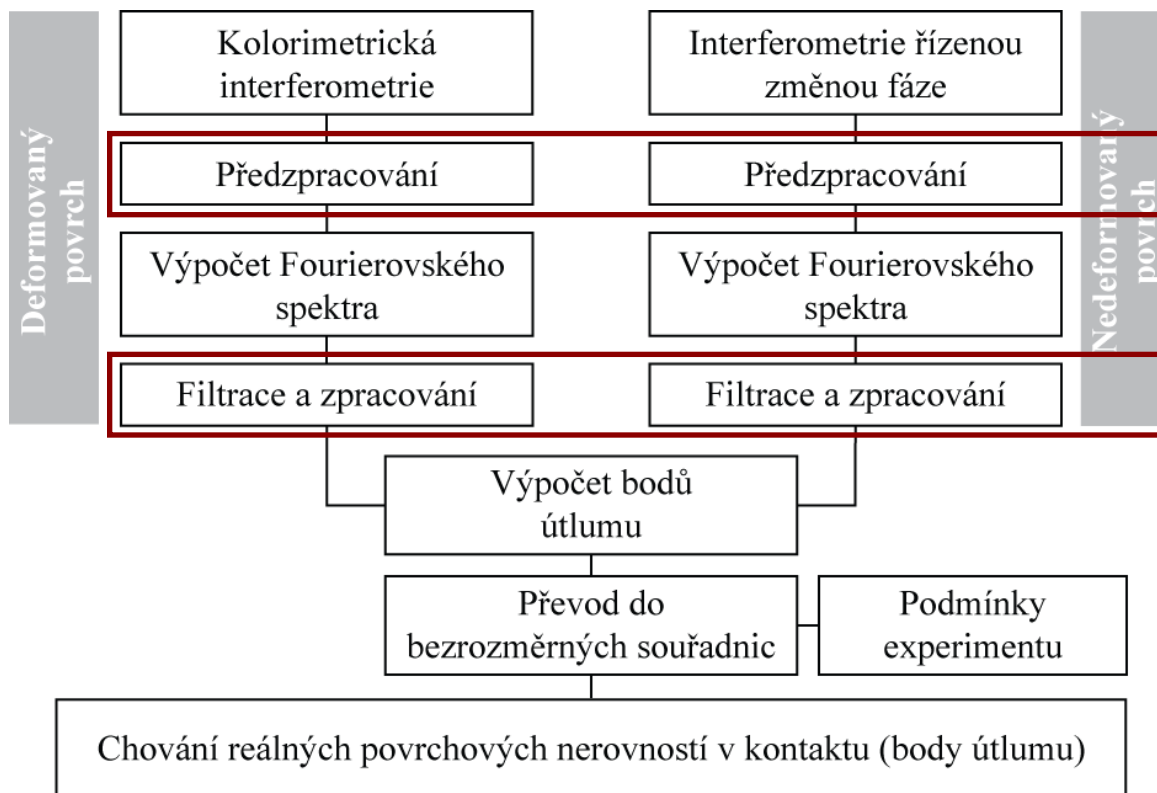 Deformovaný
povrch
Kolorimetrická
interferometrie
Předzpracování
Výpočet Fourierovského
spektra
Filtrace a zpracování
Interferometrie řízenou
změnou fáze
Předzpracování
Výpočet Fourierovského
spektra
Filtrace a zpracování
Nedeformovaný
povrch
Výpočet bodů
útlumu
Převod do
bezrozměrných souřadnic
Podmínky
experimentu
Chování reálných povrchových nerovností v kontaktu (body útlumu)